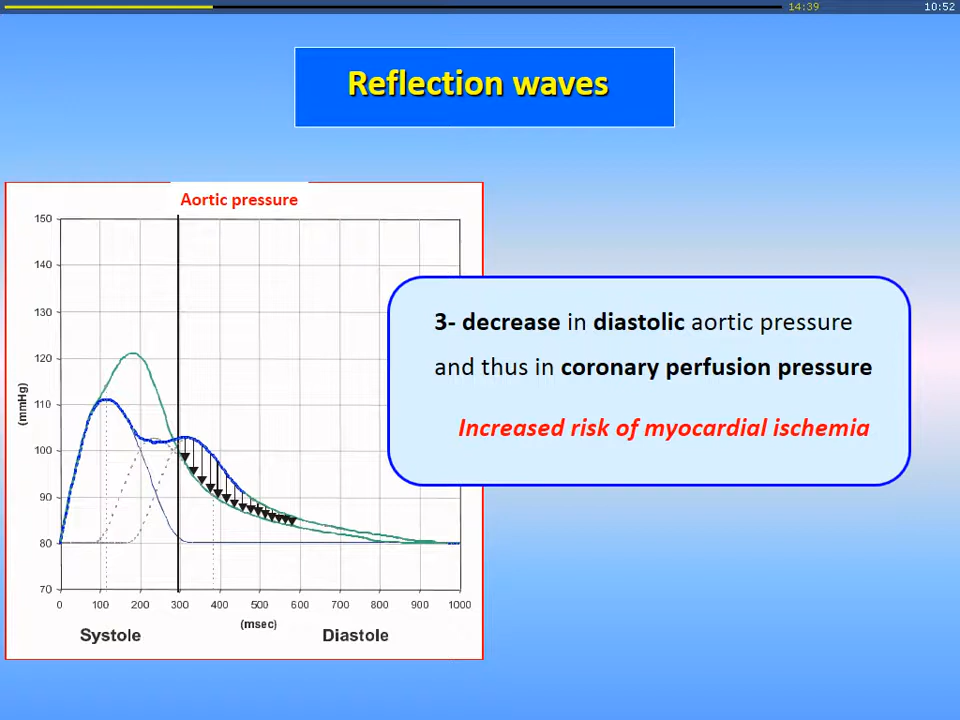 14:39
10:52
Reflection waves
Aortic pressure
150
140
130
120
110
100
90
80
70
(mmHg)
0 100 200 300 400 500 600 700 800 900 1000
(msec)
Systole
Diastole
3- decrease in diastolic aortic pressure
and thus in coronary perfusion pressure
Increased risk of myocardial ischemia